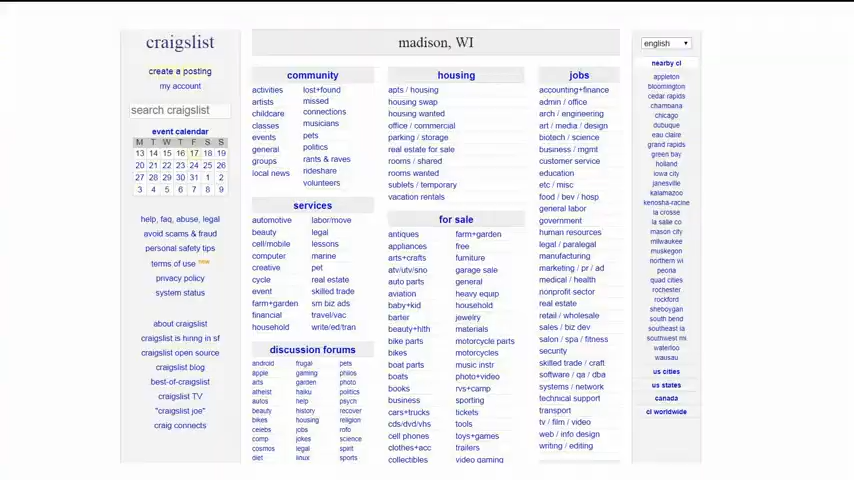 craigslist
create a posting
my account
search craigslist
event calendar
M T W T F S S
13 14 15 16 17 18 19
20 21 22 23 24 25 26
27 28 29 30 31 1 2
3 4 5 6 7 8 9
help, faq, abuse, legal
avoid scams & fraud
personal safety tips
terms of use new
privacy policy
system status
about craigslist
craigslist is hiring in sf
craigslist open source
craigslist blog
best-of-craigslist
craigslist TV
"craigslist joe"
craig connects
madison, WI
community
activities
artists
childcare
classes
events
general
groups
local news
lost+found
missed
connections
musicians
pets
politics
rants & raves
rideshare
volunteers
services
automotive
beauty
cell/mobile
computer
creative
cycle
event
farm+garden
financial
household
labor/move
legal
lessons
marine
pet
real estate
skilled trade
sm biz ads
travel/vac
write/ed/tran
discussion forums
android
apple
arts
atheist
autos
beauty
bikes
celebs
comp
cosmos
diet
frugal
gaming
garden
haiku
help
history
housing
jobs
jokes
legal
linux
pets
philos
photo
politics
psych
recover
religion
rofo
science
spirit
sports
housing
apts / housing
housing swap
housing wanted
office / commercial
parking / storage
real estate for sale
rooms / shared
rooms wanted
sublets / temporary
vacation rentals
for sale
antiques
appliances
arts+crafts
atv/utv/sno
auto parts
aviation
baby+kid
barter
beauty+hlth
bike parts
bikes
boat parts
boats
books
business
cars+trucks
cds/dvd/vhs
cell phones
clothes+acc
collectibles
farm+garden
free
furniture
garage sale
general
heavy equip
household
jewelry
materials
motorcycle parts
motorcycles
music instr
photo+video
rvs+camp
sporting
tickets
tools
toys+games
trailers
video gaming
jobs
accounting+finance
admin / office
arch / engineering
art / media / design
biotech / science
business / mgmt
customer service
education
etc / misc
food / bev / hosp
general labor
government
human resources
legal / paralegal
manufacturing
marketing / pr / ad
medical / health
nonprofit sector
real estate
retail / wholesale
sales / biz dev
salon / spa / fitness
security
skilled trade / craft
software / qa / dba
systems / network
technical support
transport
tv / film / video
web / info design
writing / editing
english
nearby cl
appleton
bloomington
cedar rapids
champana
chicago
dubuque
eau claire
grand rapids
green bay
holland
iowa city
janesville
kalamazoo
kenosha-racine
la crosse
la salle co
mason city
milwaukee
muskegon
northern wi
peoria
quad cities
rochester
rockford
sheboygan
south bend
southeast ia
southwest mi
waterloo
wausau
us cities
us states
canada
cl worldwide